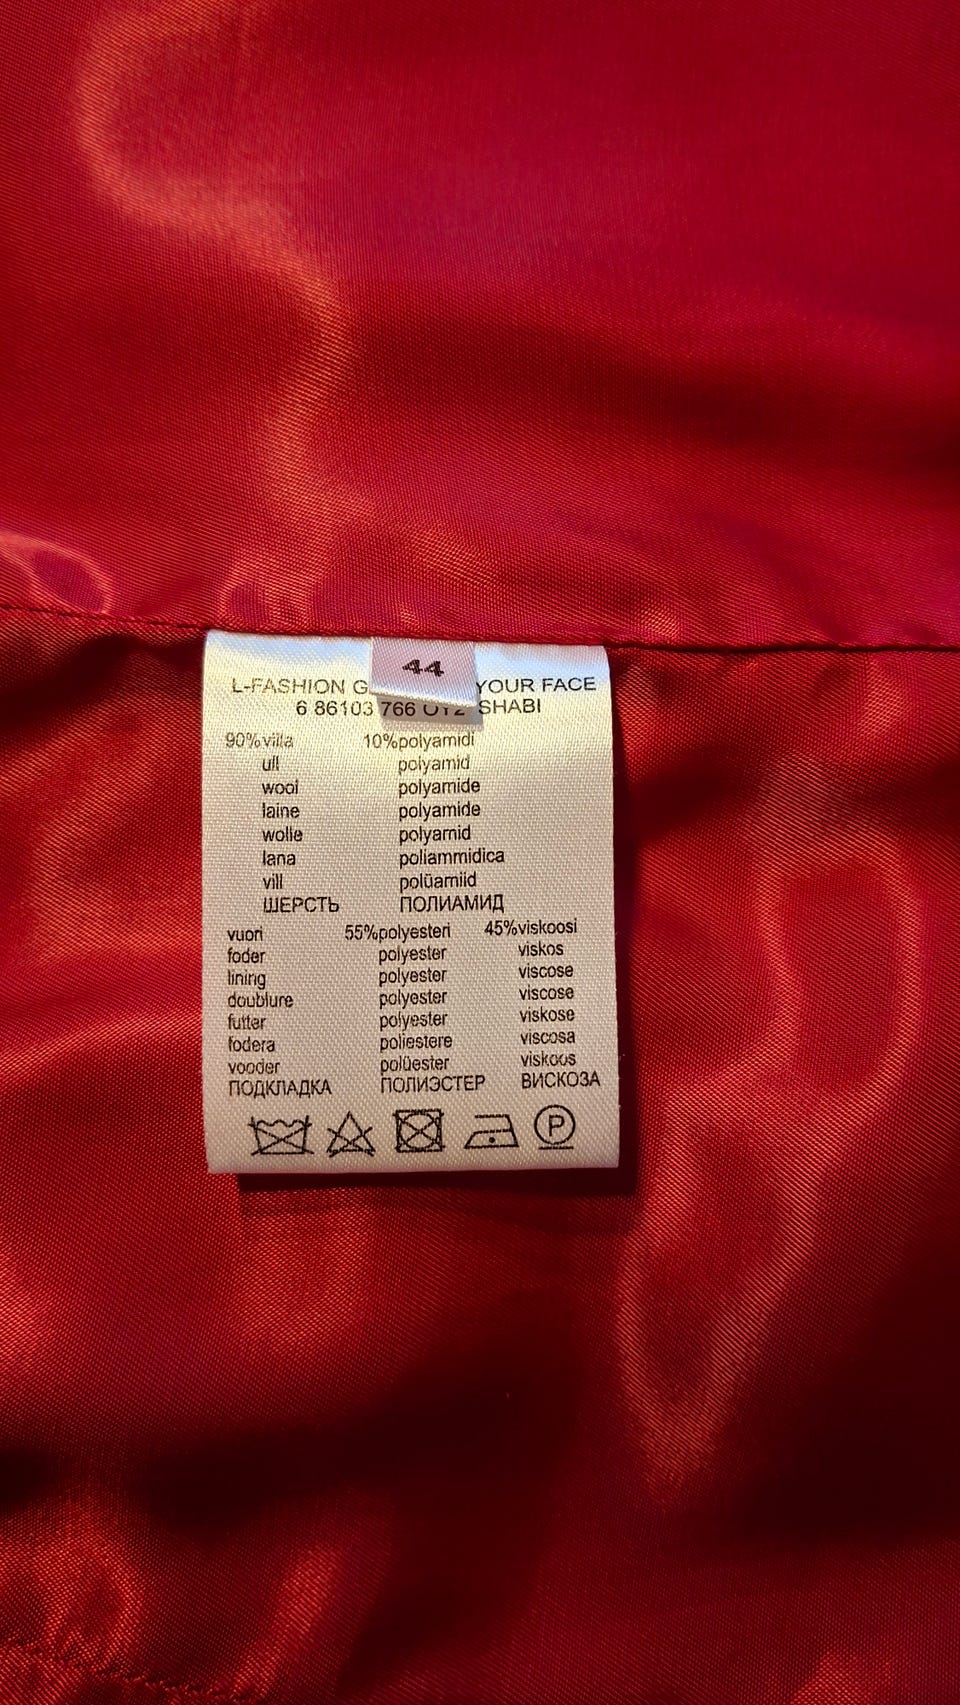 44
L-FASHION G YOUR FACE
6 86103 766 SHABI
90%villa 10%polyamidi
ull polyamid
wool polyamide
laine polyamide
wolle polyamid
lana poliammidica
vill polüamiid
ШЕРСТЬ ПОЛИАМИД
vuori 55%polyesteri 45%viskoosi
foder polyester viskos
lining polyester viscose
doublure polyester viscose
futter polyester viskose
fodera poliestere viscosa
vooder polüester viskoos
ПОДКЛАДКА ПОЛИЭСТЕР ВИСКОЗА
P